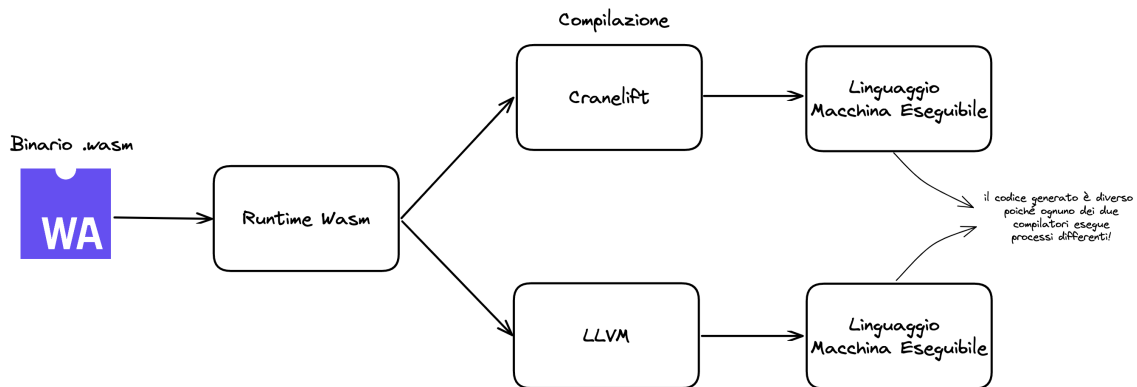 Compilazione
Cranelift
Linguaggio
Macchina Eseguibile
Binario .wasm
WA
Runtime Wasm
il codice generato è diverso
poiché ognuno dei due
compilatori esegue
processi differenti!
LLVM
Linguaggio
Macchina Eseguibile